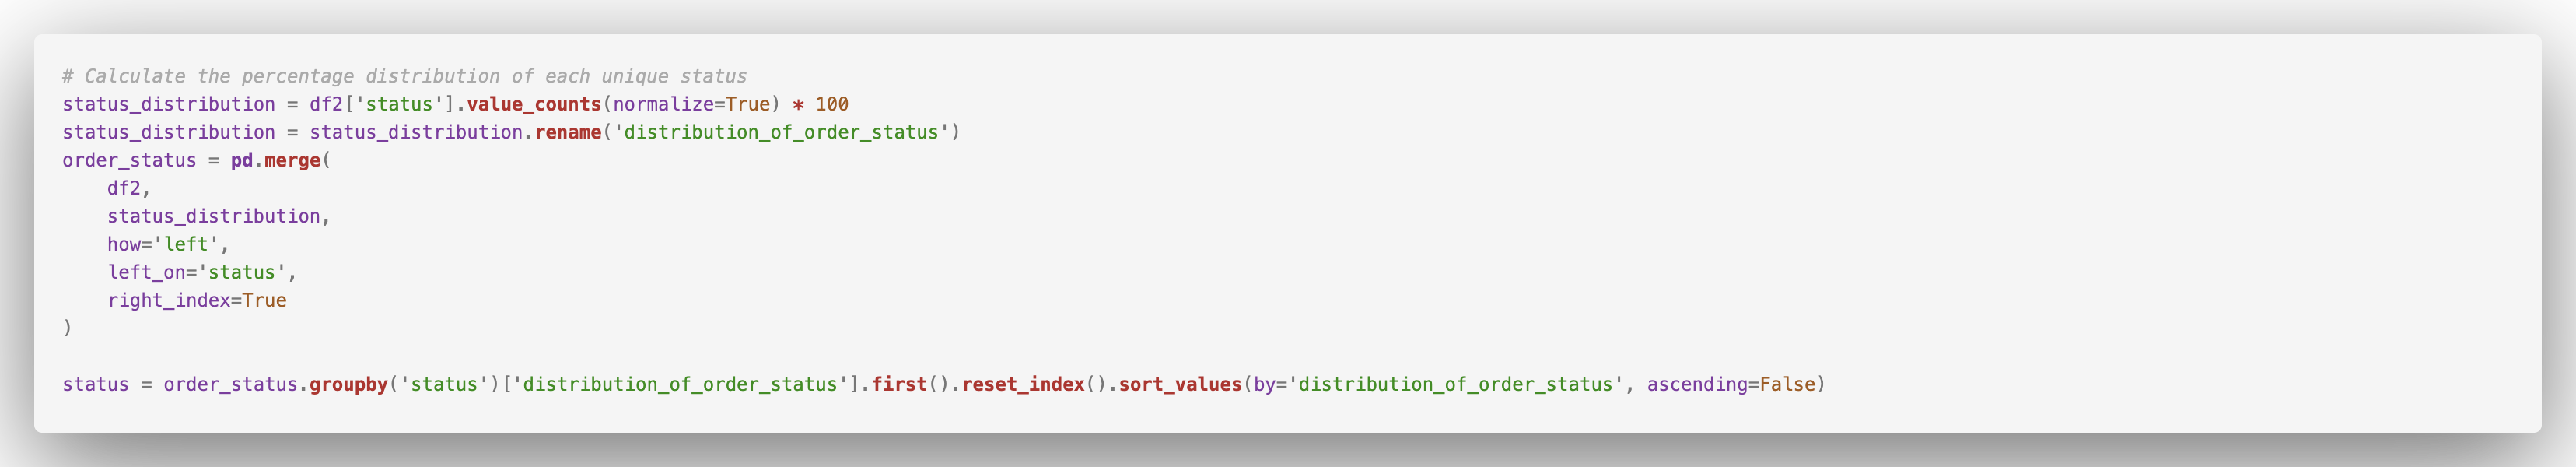 # Calculate the percentage distribution of each unique status
status_distribution = df2['status'].value_counts(normalize=True) * 100
status_distribution = status_distribution.rename('distribution_of_order_status')
order_status = pd.merge(
    df2,
    status_distribution,
    how='left',
    left_on='status',
    right_index=True
)

status = order_status.groupby('status')['distribution_of_order_status'].first().reset_index().sort_values(by='distribution_of_order_status', ascending=False)